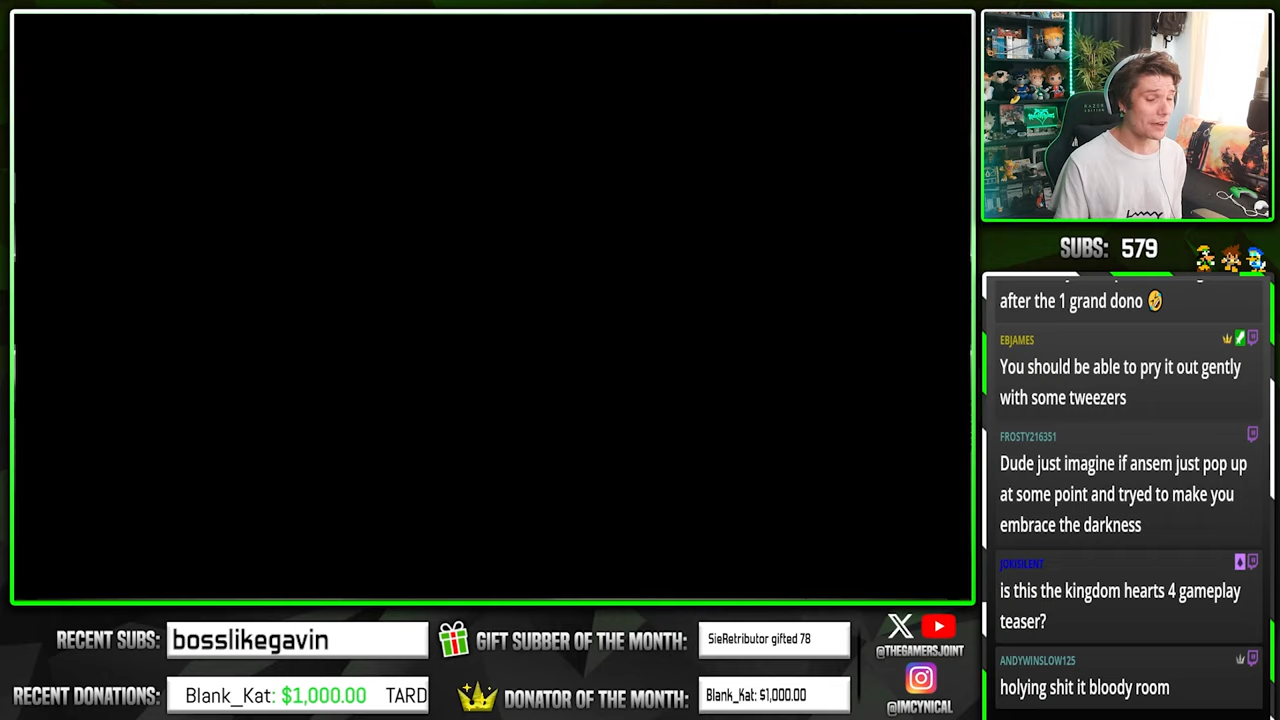 RAZER
EDITION
SUBS: 579
after the 1 grand dono 🤣
EBJAMES
You should be able to pry it out gently
with some tweezers
FROSTY216351
Dude just imagine if ansem just pop up
at some point and tryed to make you
embrace the darkness
JOKISILENT
is this the kingdom hearts 4 gameplay
teaser?
ANDYWINSLOW125
holying shit it bloody room
RECENT SUBS: bosslikegavin
GIFT SUBBER OF THE MONTH: SieRetributor gifted 78
@THEGAMERSJOINT
RECENT DONATIONS: Blank_Kat: $1,000.00 TARD
DONATOR OF THE MONTH: Blank_Kat: $1,000.00
@IMCYNICAL